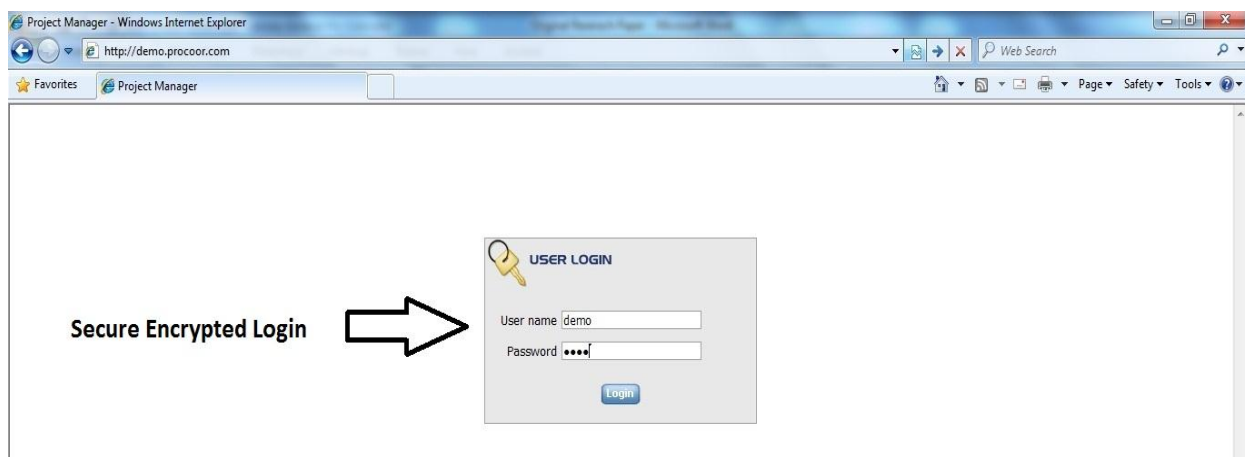 Project Manager - Windows Internet Explorer
http://demo.procoor.com
Web Search
Favorites
Project Manager
Page
Safety
Tools
USER LOGIN
Secure Encrypted Login
User name demo
Password ••••
Login